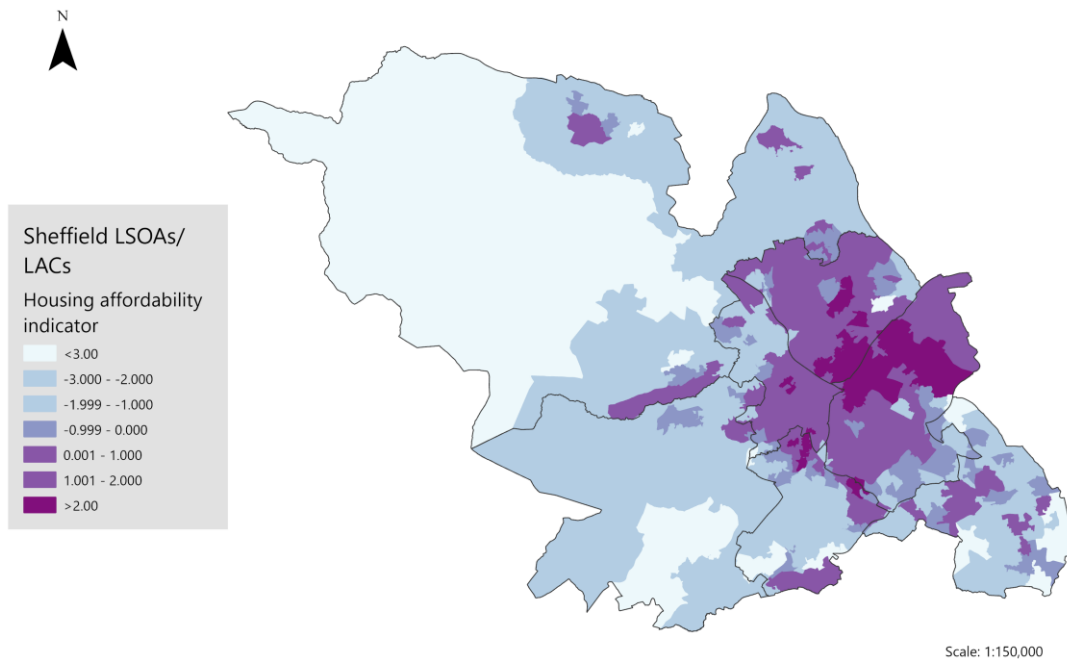 N
Sheffield LSOAs/
LACs
Housing affordability
indicator
<3.00
-3.000 - -2.000
-1.999 - -1.000
-0.999 - 0.000
0.001 - 1.000
1.001 - 2.000
>2.00
Scale: 1:150,000